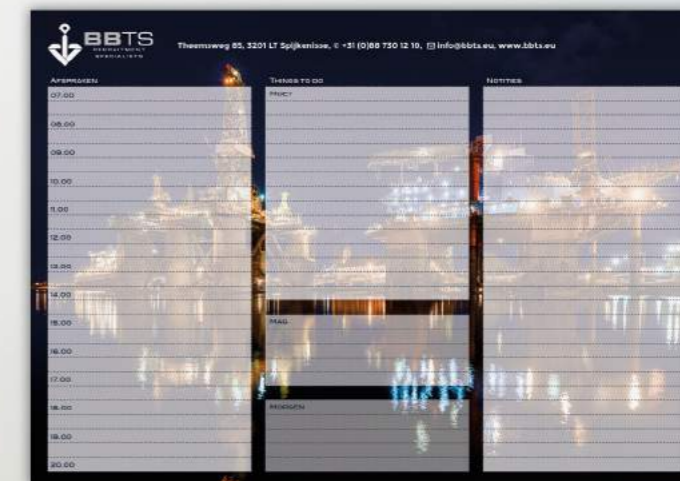 BBTS
RECRUITMENT
SPECIALISTS
Theemsweg 85, 3201 LT Spijkenisse, t: +31 (0)88 730 12 10, info@bbts.eu, www.bbts.eu
AFSPRAKEN
THINGS TO DO
NOTITIES
07.00
08.00
09.00
10.00
11.00
12.00
13.00
14.00
15.00
16.00
17.00
18.00
19.00
20.00
MOET
MAG
MORGEN